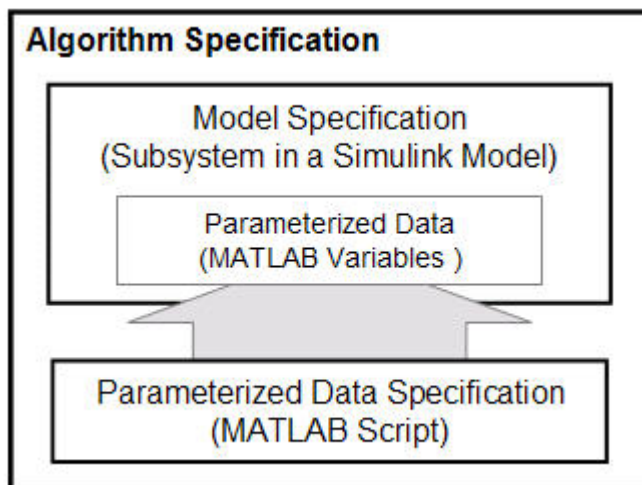 Algorithm Specification
Model Specification
(Subsystem in a Simulink Model)
Parameterized Data
(MATLAB Variables )
Parameterized Data Specification
(MATLAB Script)